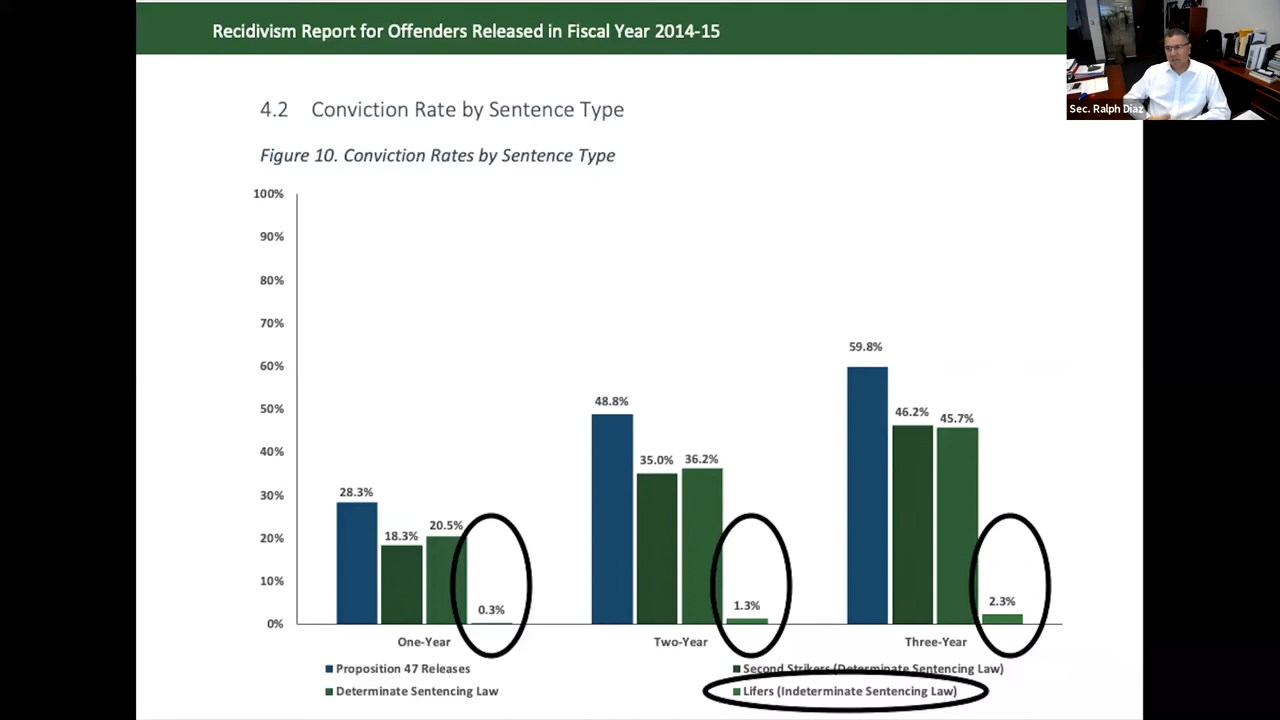 Recidivism Report for Offenders Released in Fiscal Year 2014-15
Sec. Ralph Diaz
4.2 Conviction Rate by Sentence Type
Figure 10. Conviction Rates by Sentence Type
100%
90%
80%
70%
60%
50%
40%
30%
20%
10%
0%
28.3%
18.3%
20.5%
0.3%
48.8%
35.0%
36.2%
1.3%
59.8%
46.2%
45.7%
2.3%
One-Year
Two-Year
Three-Year
Proposition 47 Releases
Second Strikers (Determinate Sentencing Law)
Determinate Sentencing Law
Lifers (Indeterminate Sentencing Law)